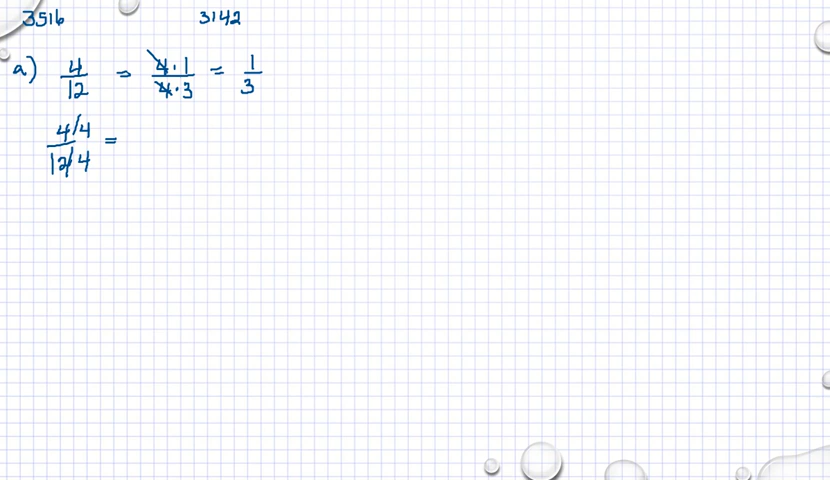 3516 3142
a) 4/12 => 4·1/4·3 = 1/3
4/4 / 12/4 =